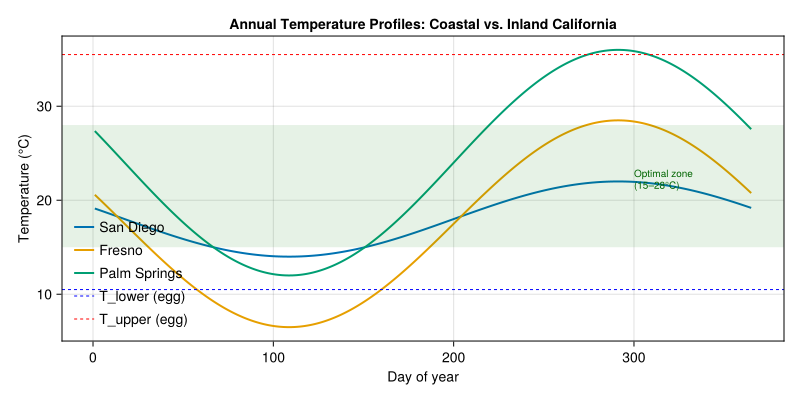 Annual Temperature Profiles: Coastal vs. Inland California
Temperature (°C)
30
20
10
Optimal zone
(15–28°C)
San Diego
Fresno
Palm Springs
T_lower (egg)
T_upper (egg)
0
100
200
300
Day of year